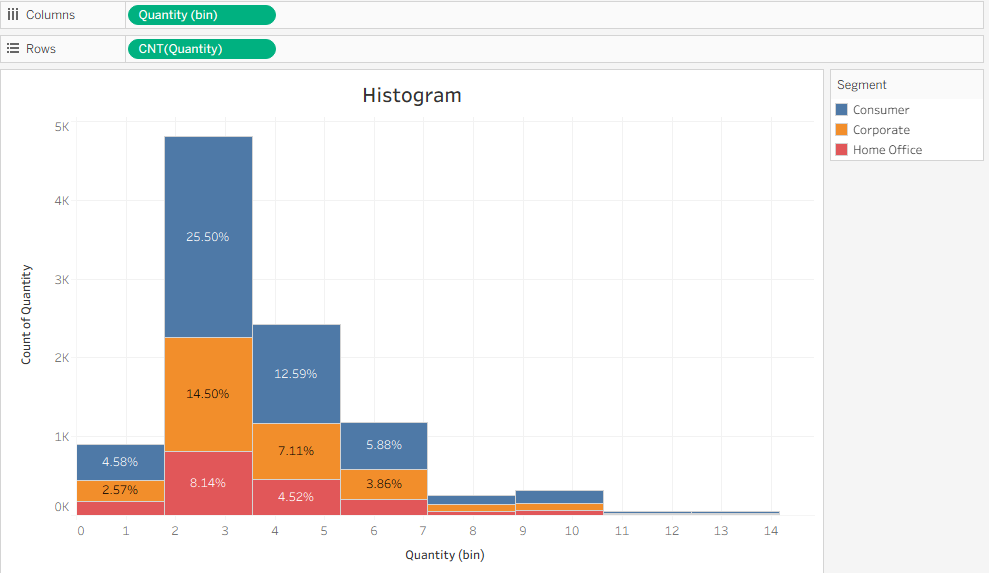 Columns
Quantity (bin)
Rows
CNT(Quantity)
Histogram
Segment
Consumer
Corporate
Home Office
5K
4K
3K
2K
1K
0K
Count of Quantity
25.50%
14.50%
8.14%
12.59%
7.11%
4.52%
5.88%
3.86%
4.58%
2.57%
0 1 2 3 4 5 6 7 8 9 10 11 12 13 14
Quantity (bin)